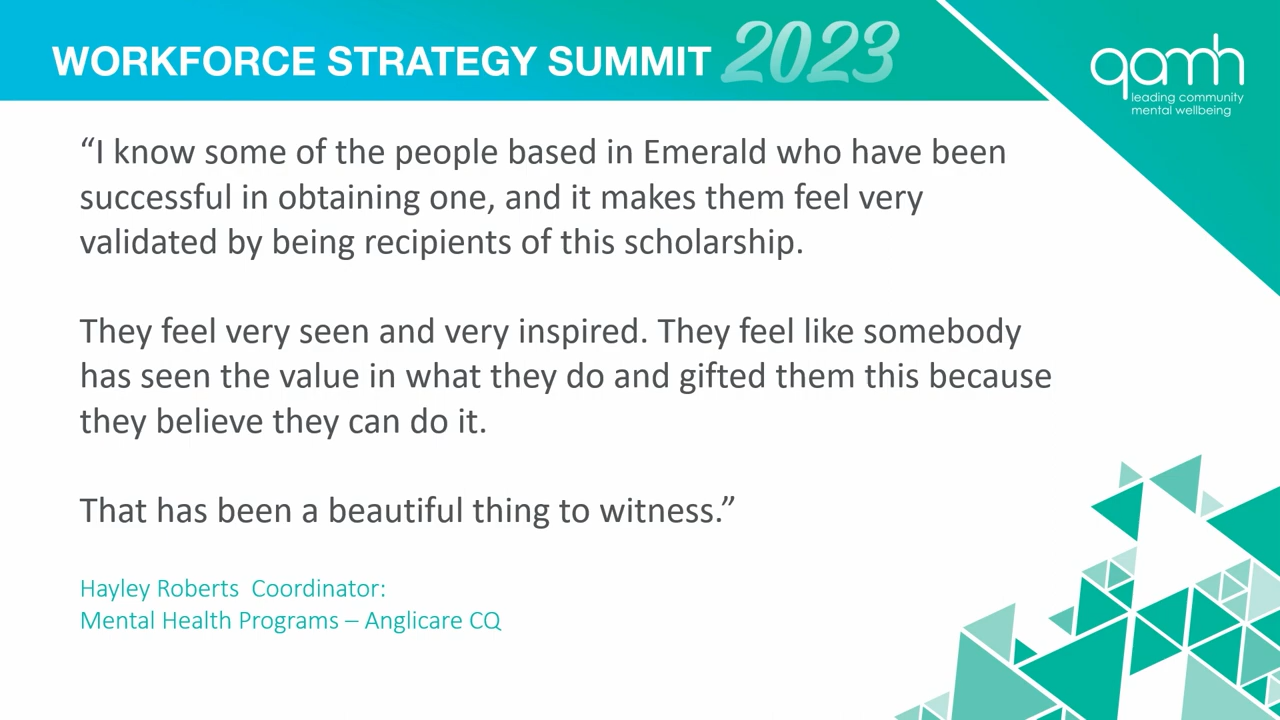 WORKFORCE STRATEGY SUMMIT 2023
qamh
leading community
mental wellbeing
“I know some of the people based in Emerald who have been
successful in obtaining one, and it makes them feel very
validated by being recipients of this scholarship.
They feel very seen and very inspired. They feel like somebody
has seen the value in what they do and gifted them this because
they believe they can do it.
That has been a beautiful thing to witness.”
Hayley Roberts  Coordinator:
Mental Health Programs – Anglicare CQ